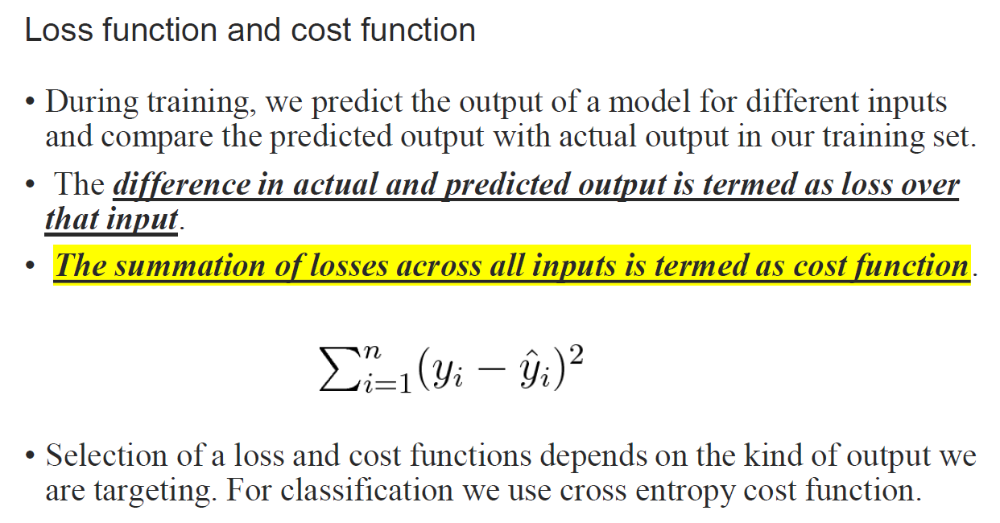 Loss function and cost function
• During training, we predict the output of a model for different inputs
and compare the predicted output with actual output in our training set.
• The difference in actual and predicted output is termed as loss over
that input.
• The summation of losses across all inputs is termed as cost function.
∑ⁿᵢ₌₁(yᵢ − ŷᵢ)²
• Selection of a loss and cost functions depends on the kind of output we
are targeting. For classification we use cross entropy cost function.